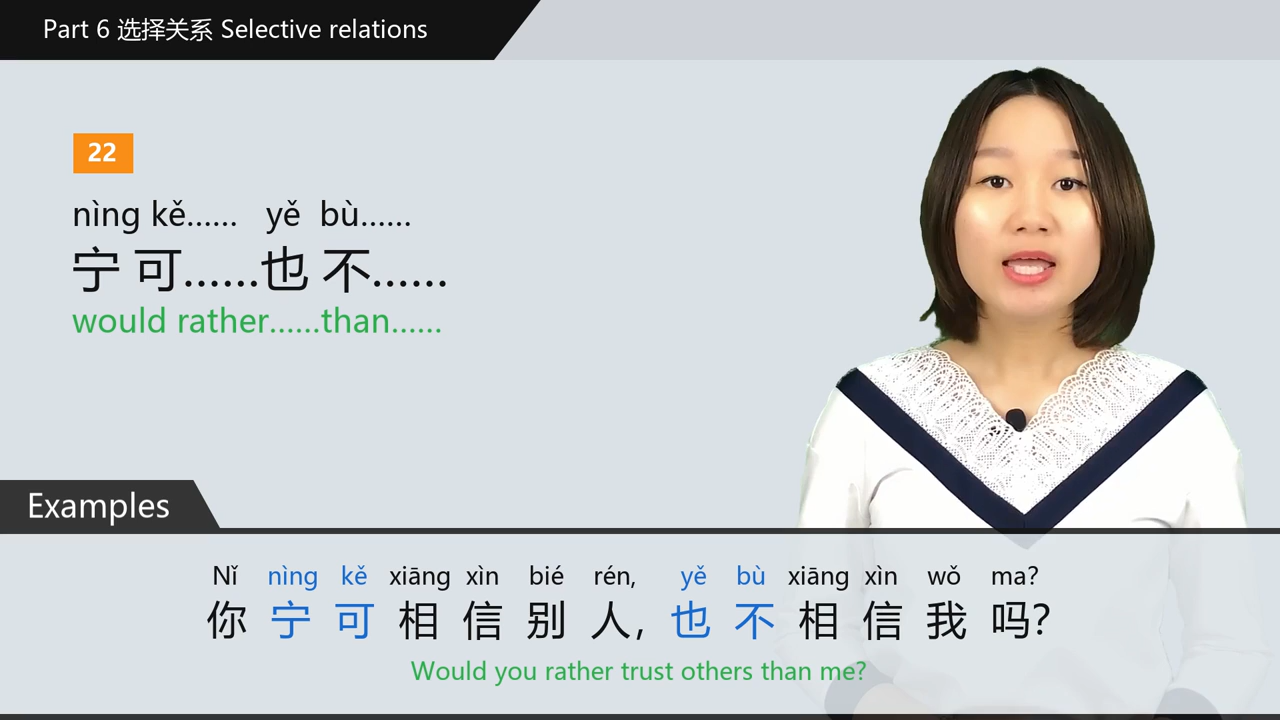 Part 6 选择关系 Selective relations
22
nìng kě...... yě bù......
宁可......也不......
would rather......than......
Examples
Nǐ nìng kě xiāng xìn bié rén, yě bù xiāng xìn wǒ ma?
你宁可相信别人, 也不相信我吗?
Would you rather trust others than me?